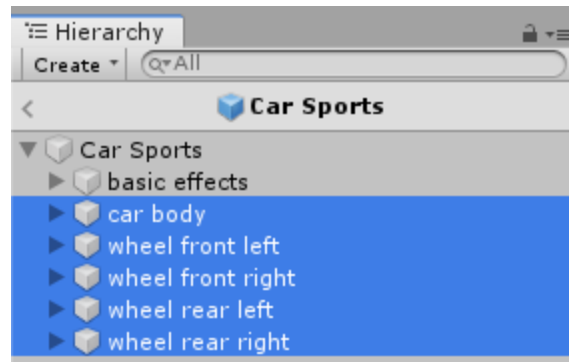 Hierarchy
Create All
Car Sports
Car Sports
basic effects
car body
wheel front left
wheel front right
wheel rear left
wheel rear right